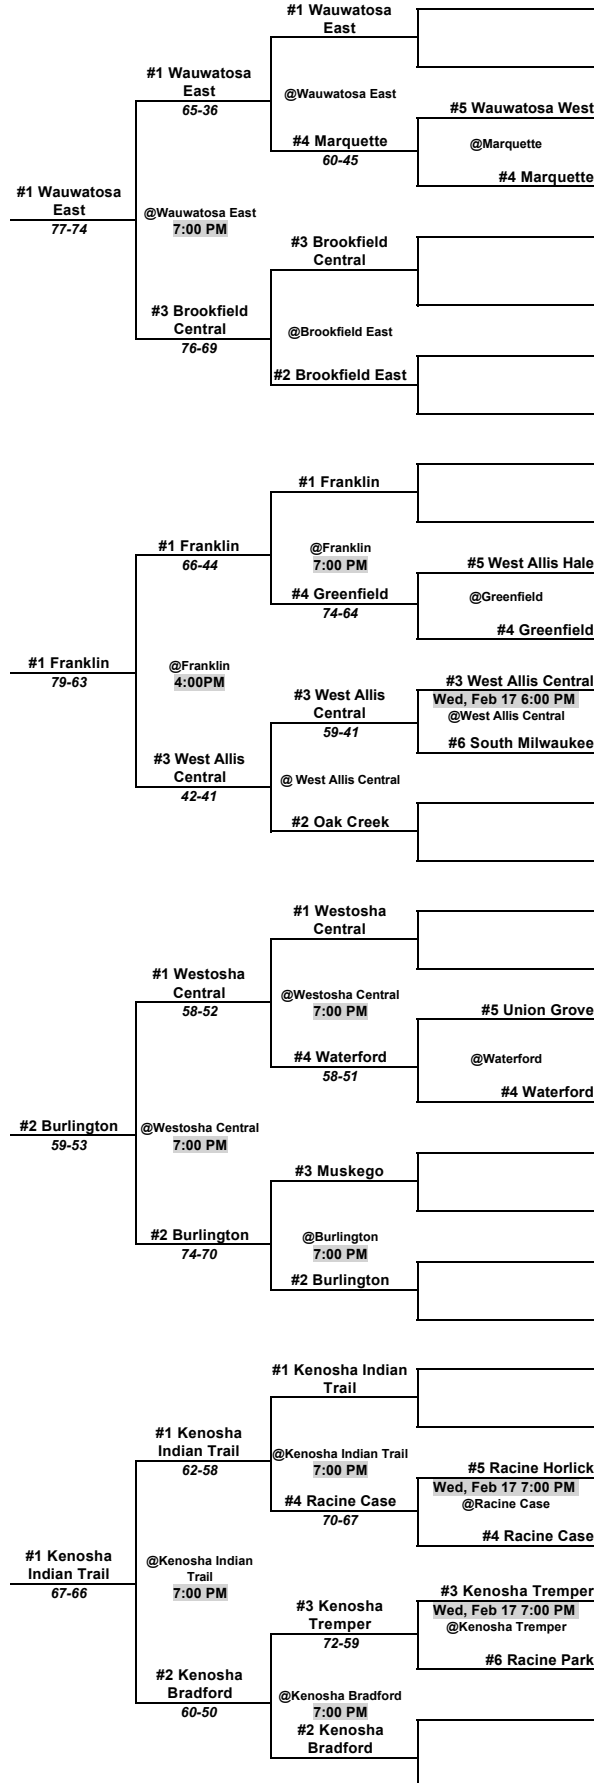 #1 Wauwatosa
East
#1 Wauwatosa
East
65-36
@Wauwatosa East
#5 Wauwatosa West
#4 Marquette
60-45
@Marquette
#4 Marquette
#1 Wauwatosa
East
77-74
@Wauwatosa East
7:00 PM
#3 Brookfield
Central
#3 Brookfield
Central
76-69
@Brookfield East
#2 Brookfield East
#1 Franklin
#1 Franklin
66-44
@Franklin
7:00 PM
#5 West Allis Hale
#4 Greenfield
74-64
@Greenfield
#4 Greenfield
#1 Franklin
79-63
@Franklin
4:00PM
#3 West Allis Central
#3 West Allis
Central
59-41
Wed, Feb 17 6:00 PM
@West Allis Central
#6 South Milwaukee
#3 West Allis
Central
42-41
@ West Allis Central
#2 Oak Creek
#1 Westosha
Central
#1 Westosha
Central
58-52
@Westosha Central
7:00 PM
#5 Union Grove
#4 Waterford
58-51
@Waterford
#4 Waterford
#2 Burlington
59-53
@Westosha Central
7:00 PM
#3 Muskego
#2 Burlington
74-70
@Burlington
7:00 PM
#2 Burlington
#1 Kenosha Indian
Trail
#1 Kenosha
Indian Trail
62-58
@Kenosha Indian Trail
7:00 PM
#5 Racine Horlick
Wed, Feb 17 7:00 PM
@Racine Case
#4 Racine Case
70-67
#4 Racine Case
#1 Kenosha
Indian Trail
67-66
@Kenosha Indian
Trail
7:00 PM
#3 Kenosha Tremper
Wed, Feb 17 7:00 PM
@Kenosha Tremper
#3 Kenosha
Tremper
72-59
#6 Racine Park
#2 Kenosha
Bradford
60-50
@Kenosha Bradford
7:00 PM
#2 Kenosha
Bradford